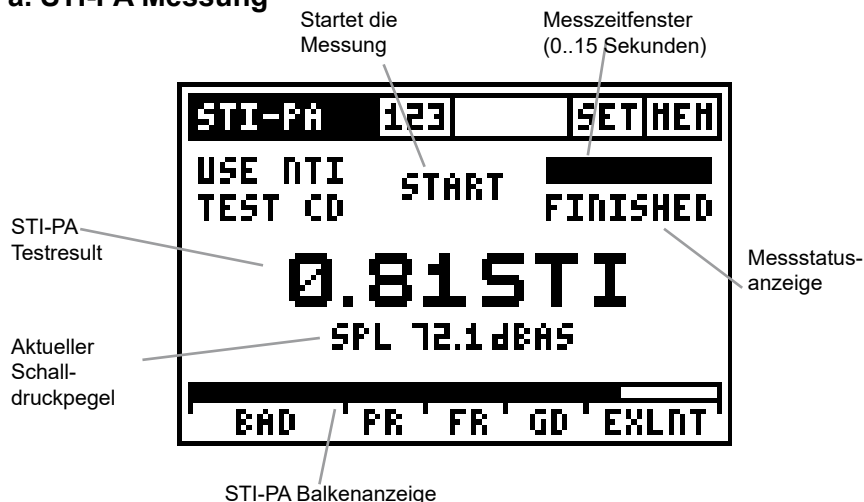 a. STI-PA Messung
Startet die
Messung
Messzeitfenster
(0..15 Sekunden)
STI-PA 123 SET MEM
USE NTI
TEST CD
START
FINISHED
STI-PA
Testresult
0.81STI
Messstatus-
anzeige
SPL 72.1dBAS
Aktueller
Schall-
druckpegel
BAD PR FR GD EXLNT
STI-PA Balkenanzeige